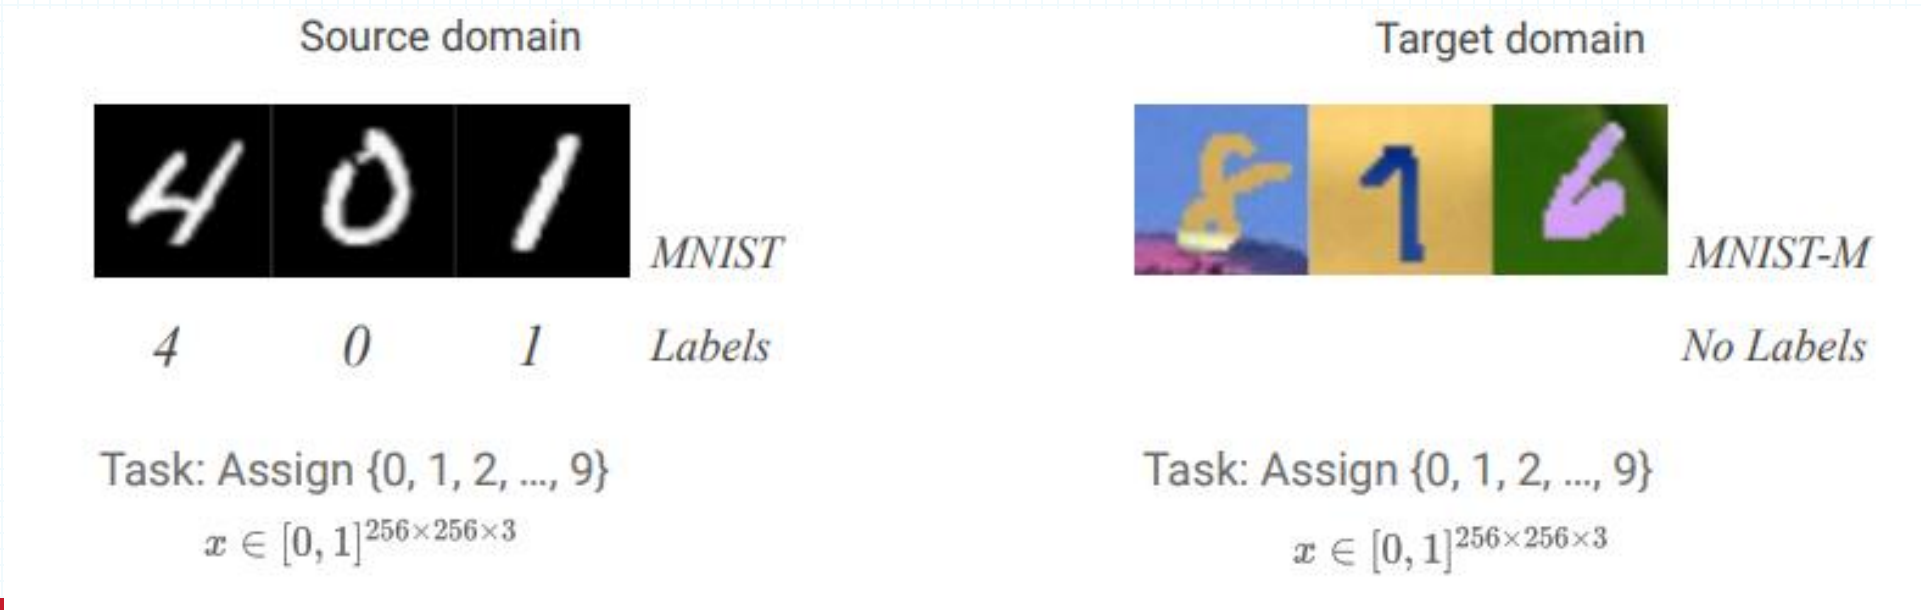 Source domain
MNIST
4 0 1 Labels
Task: Assign {0, 1, 2, ..., 9}
x ∈ [0, 1]^{256×256×3}
Target domain
MNIST-M
No Labels
Task: Assign {0, 1, 2, ..., 9}
x ∈ [0, 1]^{256×256×3}